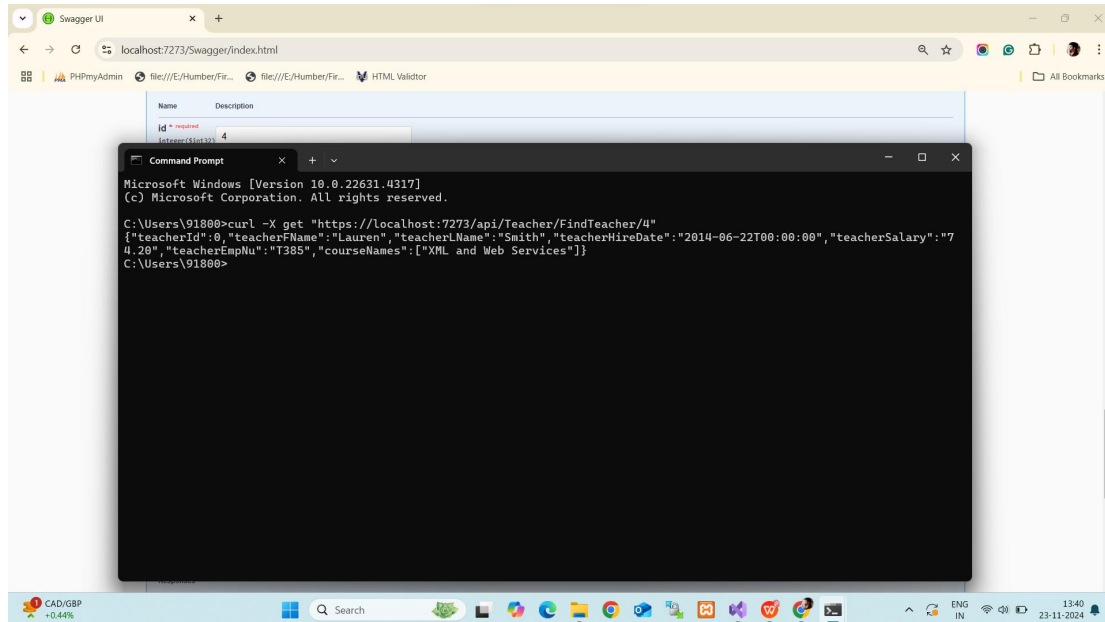 Swagger UI
localhost:7273/Swagger/index.html
PHPmyAdmin
file:///E:/Humber/Fir...
file:///E:/Humber/Fir...
HTML Validtor
All Bookmarks
Name Description
id * required
integer($int32)
4
Command Prompt
Microsoft Windows [Version 10.0.22631.4317]
(c) Microsoft Corporation. All rights reserved.
C:\Users\91800>curl -X get "https://localhost:7273/api/Teacher/FindTeacher/4"
{"teacherId":0,"teacherFName":"Lauren","teacherLName":"Smith","teacherHireDate":"2014-06-22T00:00:00","teacherSalary":"7
4.20","teacherEmpNu":"T385","courseNames":["XML and Web Services"]}
C:\Users\91800>
Responses
1
CAD/GBP
+0.44%
Search
ENG
IN
13:40
23-11-2024